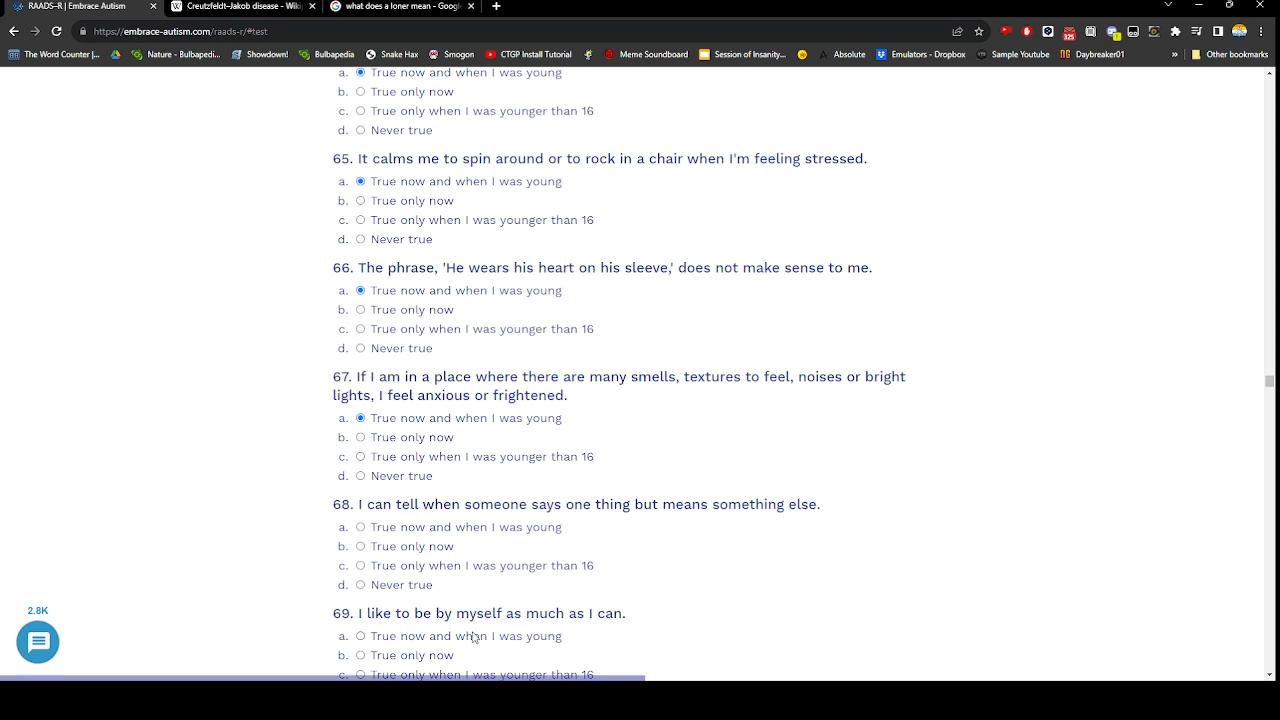 RAADS-R | Embrace Autism
Creutzfeldt-Jakob disease - Wiki
what does a loner mean - Googl
https://embrace-autism.com/raads-r/#test
325
The Word Counter |...
Nature - Bulbapedi...
Showdown!
Bulbapedia
Snake Hax
Smogon
CTGP Install Tutorial
Meme Soundboard
Session of Insanity...
Absolute
Emulators - Dropbox
Sample Youtube
Daybreaker01
»
Other bookmarks
a. True now and when I was young
b. True only now
c. True only when I was younger than 16
d. Never true
65. It calms me to spin around or to rock in a chair when I'm feeling stressed.
a. True now and when I was young
b. True only now
c. True only when I was younger than 16
d. Never true
66. The phrase, 'He wears his heart on his sleeve,' does not make sense to me.
a. True now and when I was young
b. True only now
c. True only when I was younger than 16
d. Never true
67. If I am in a place where there are many smells, textures to feel, noises or bright
lights, I feel anxious or frightened.
a. True now and when I was young
b. True only now
c. True only when I was younger than 16
d. Never true
68. I can tell when someone says one thing but means something else.
a. True now and when I was young
b. True only now
c. True only when I was younger than 16
d. Never true
2.8K
69. I like to be by myself as much as I can.
a. True now and when I was young
b. True only now
c. True only when I was younger than 16